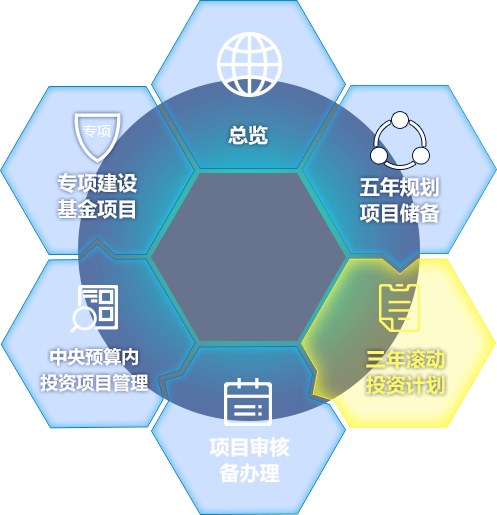 总览
专项
专项建设
基金项目
五年规划
项目储备
中央预算内
投资项目管理
三年滚动
投资计划
项目审核
备办理